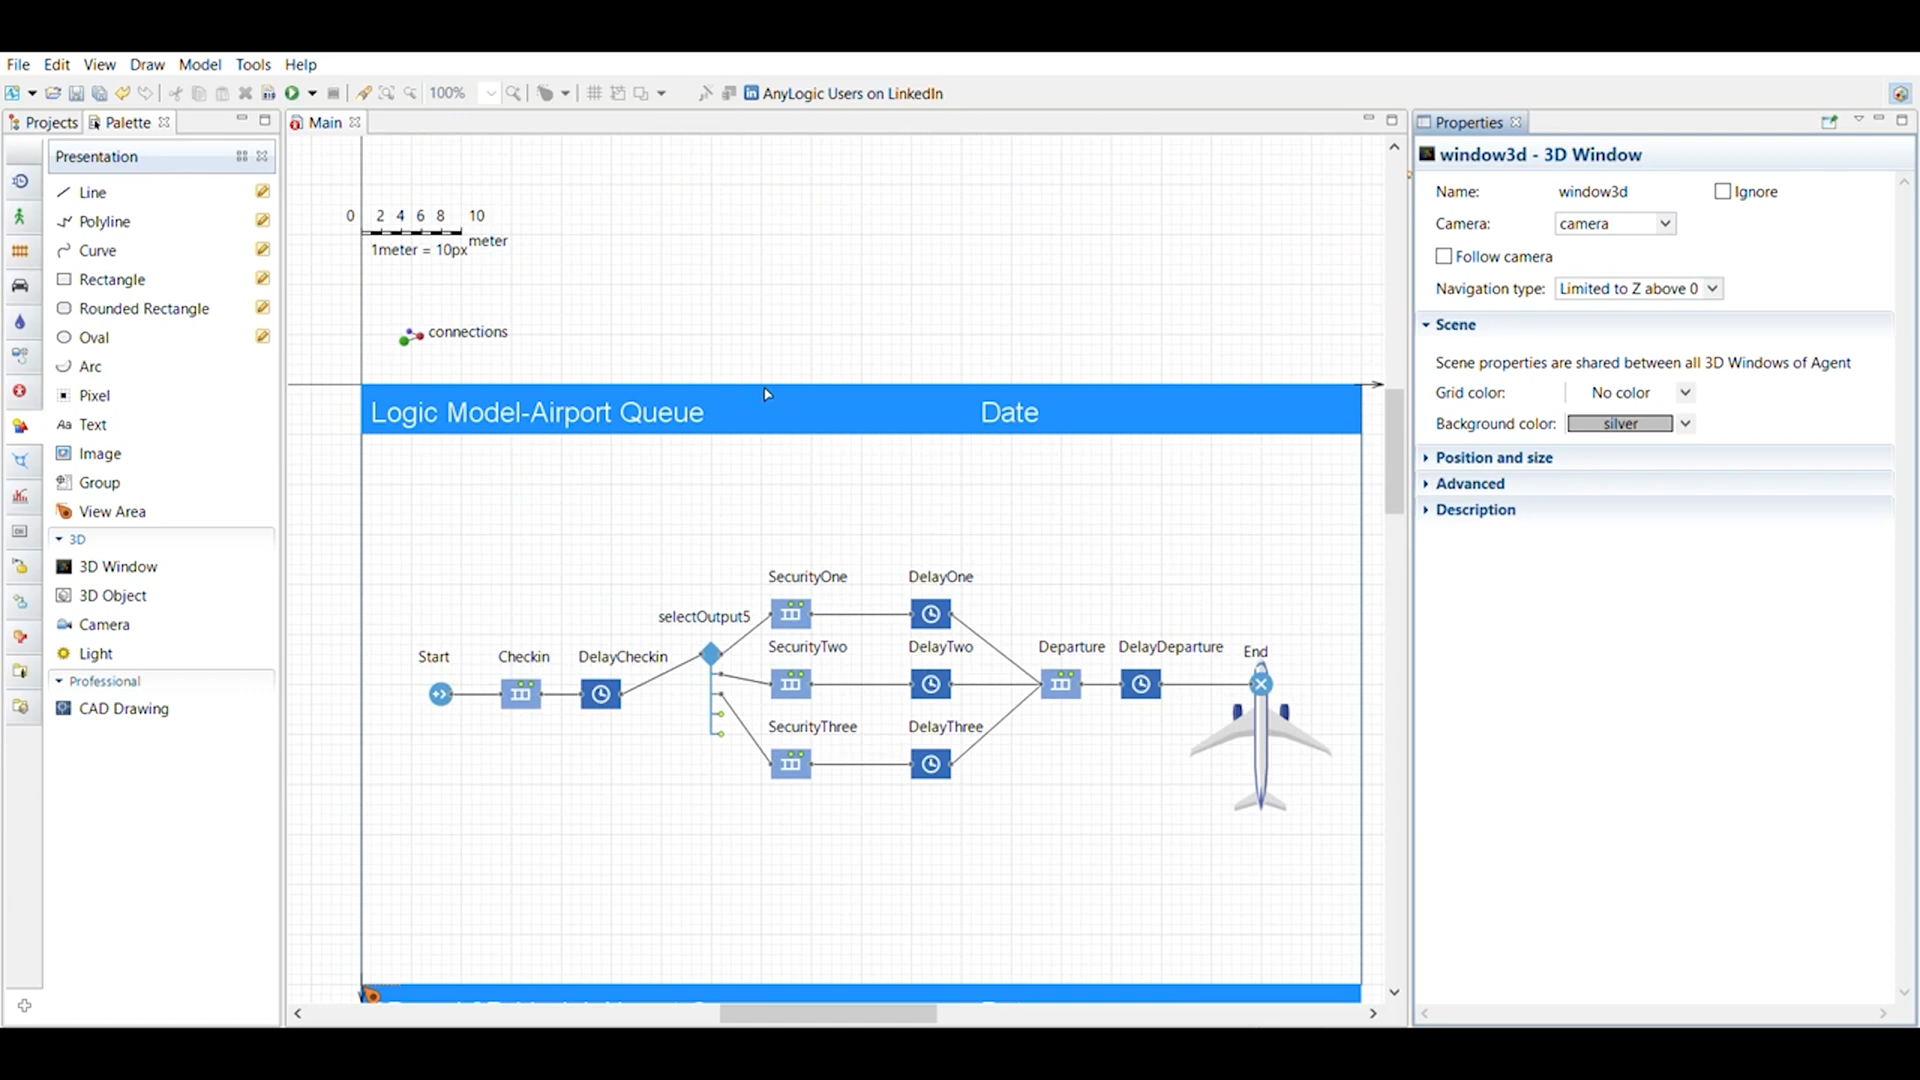 File Edit View Draw Model Tools Help
100% AnyLogic Users on LinkedIn
Projects Palette
Main
Properties
Presentation
Line
Polyline
Curve
Rectangle
Rounded Rectangle
Oval
Arc
Pixel
Text
Image
Group
View Area
3D
3D Window
3D Object
Camera
Light
Professional
CAD Drawing
0 2 4 6 8 10
meter
1meter = 10px
connections
Logic Model-Airport Queue Date
SecurityOne DelayOne
selectOutput5
SecurityTwo DelayTwo Departure DelayDeparture End
Start Checkin DelayCheckin
SecurityThree DelayThree
window3d - 3D Window
Name: window3d Ignore
Camera: camera
Follow camera
Navigation type: Limited to Z above 0
Scene
Scene properties are shared between all 3D Windows of Agent
Grid color: No color
Background color: silver
Position and size
Advanced
Description